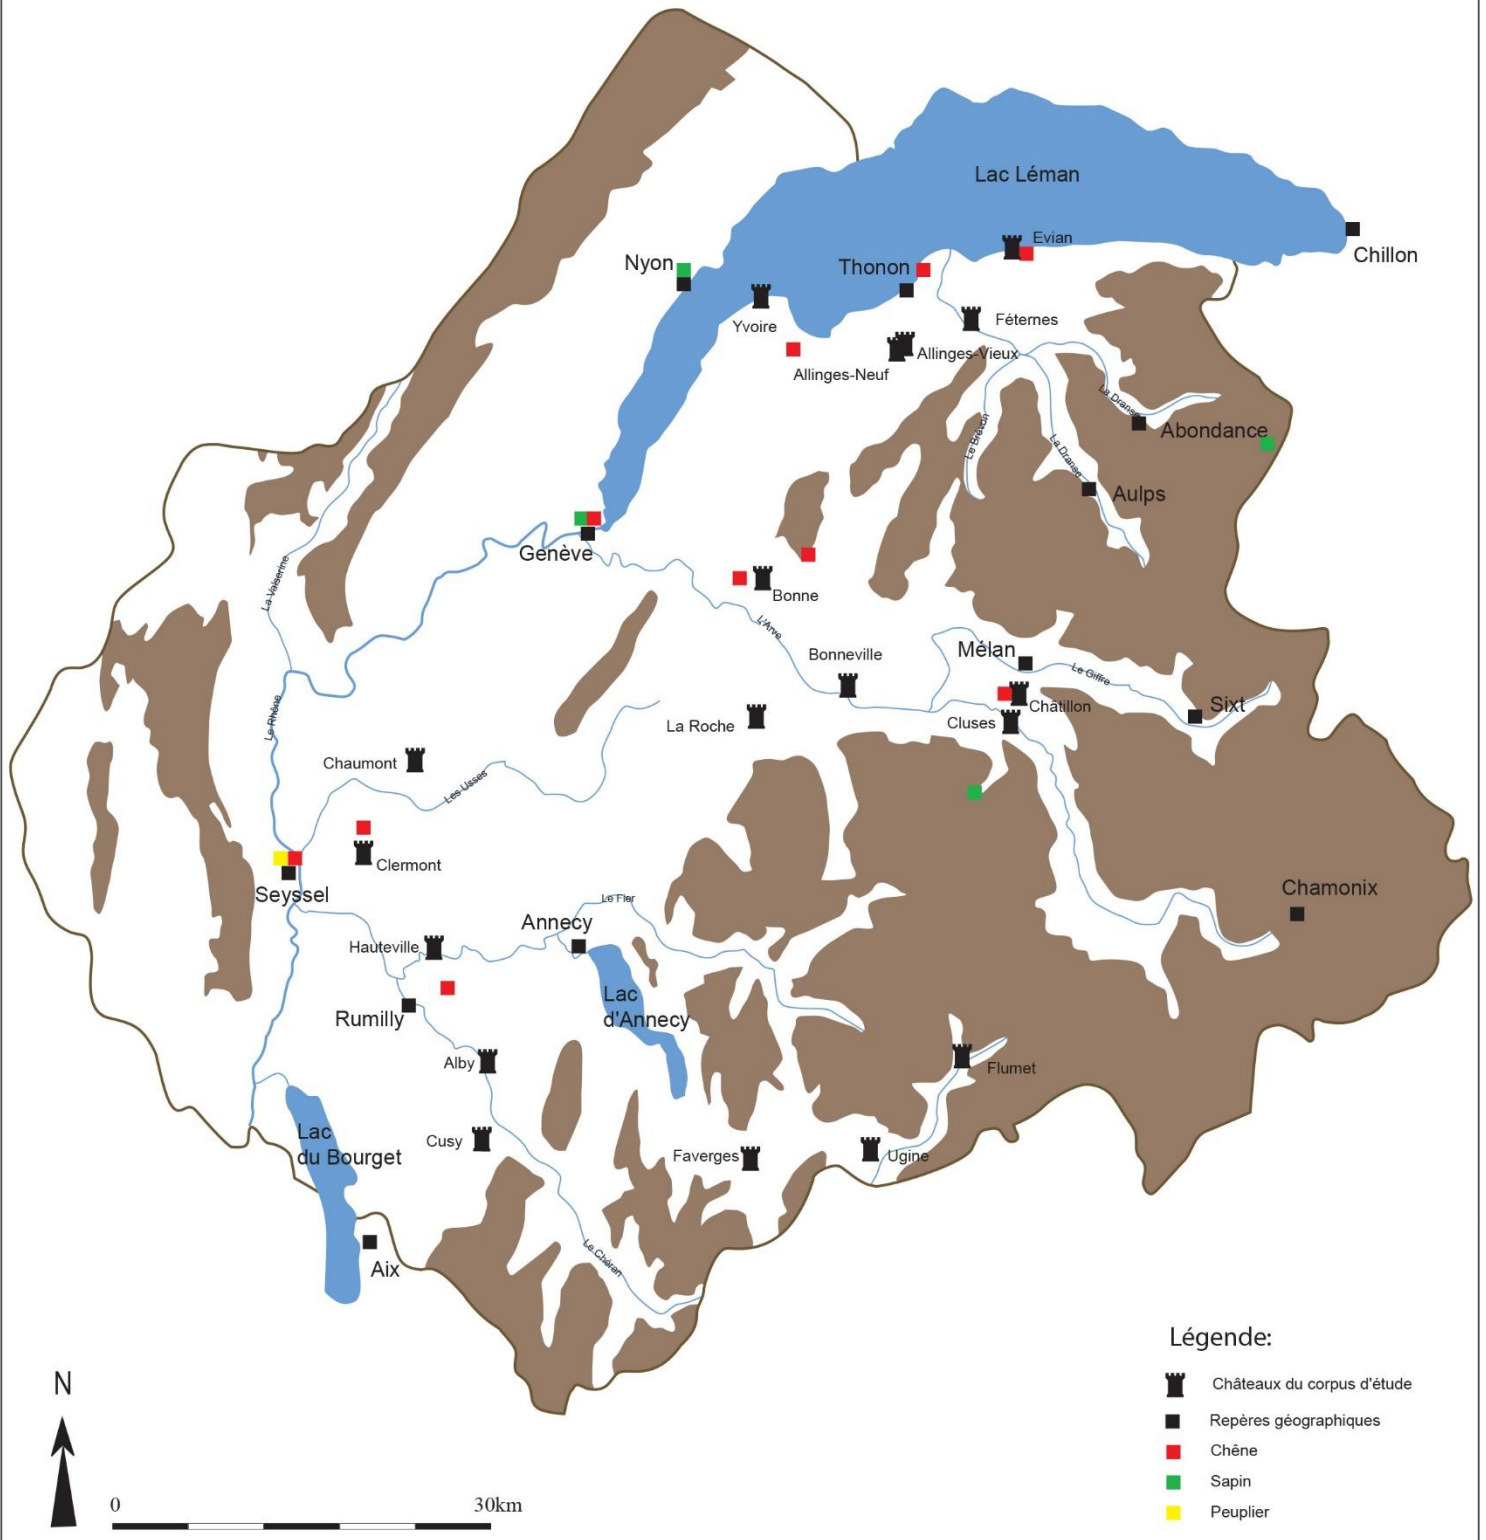 Lac Léman
Evian
Chillon
Nyon
Thonon
Yvoire
Féternes
Allinges-Vieux
Allinges-Neuf
La Dranse
Abondance
Le Brévon
La Dranse
Aulps
Genève
La Valserine
Bonne
L'Arve
Bonneville
Mélan
Le Giffre
Châtillon
Sixt
Le Rhône
La Roche
Cluses
Chaumont
Les Usses
Clermont
Seyssel
Chamonix
Le Fier
Annecy
Hauteville
Lac
d'Annecy
Rumilly
Alby
Flumet
Lac
du Bourget
Cusy
Faverges
Ugine
Le Chéran
Aix
Légende:
Châteaux du corpus d'étude
Repères géographiques
Chêne
Sapin
Peuplier
N
0 30km